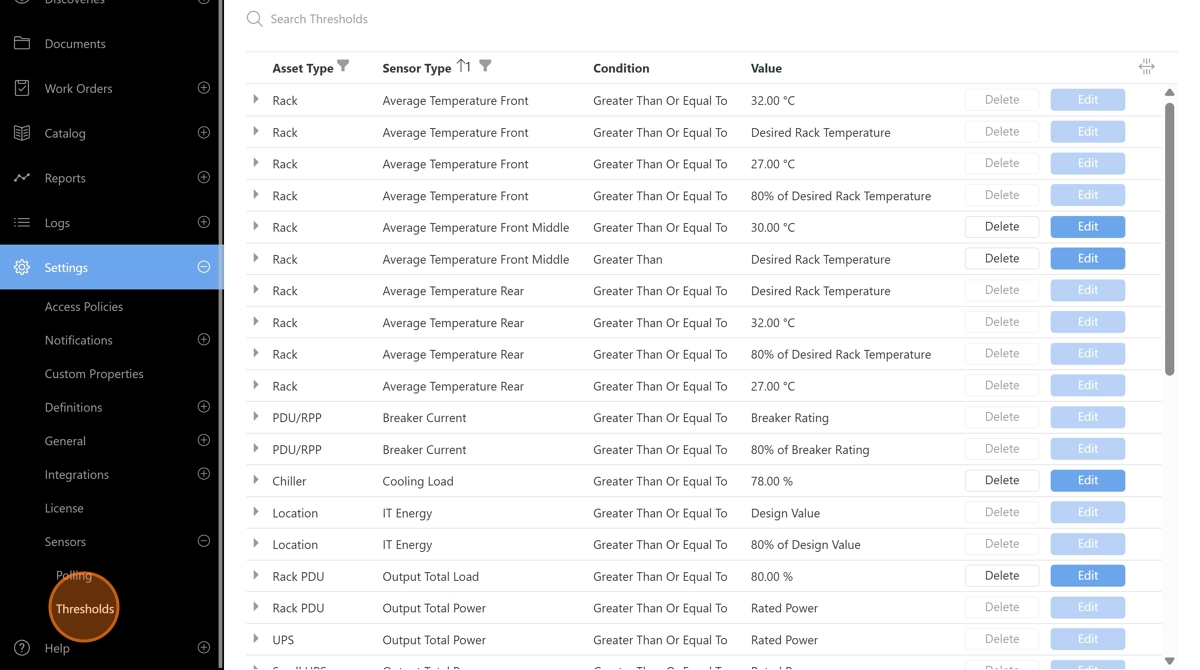 Discoveries
Documents
Work Orders
Catalog
Reports
Logs
Settings
Access Policies
Notifications
Custom Properties
Definitions
General
Integrations
License
Sensors
Polling
Thresholds
Help
Search Thresholds
Asset Type Sensor Type 1 Condition Value
Rack Average Temperature Front Greater Than Or Equal To 32.00 °C Delete Edit
Rack Average Temperature Front Greater Than Or Equal To Desired Rack Temperature Delete Edit
Rack Average Temperature Front Greater Than Or Equal To 27.00 °C Delete Edit
Rack Average Temperature Front Greater Than Or Equal To 80% of Desired Rack Temperature Delete Edit
Rack Average Temperature Front Middle Greater Than Or Equal To 30.00 °C Delete Edit
Rack Average Temperature Front Middle Greater Than Desired Rack Temperature Delete Edit
Rack Average Temperature Rear Greater Than Or Equal To Desired Rack Temperature Delete Edit
Rack Average Temperature Rear Greater Than Or Equal To 32.00 °C Delete Edit
Rack Average Temperature Rear Greater Than Or Equal To 80% of Desired Rack Temperature Delete Edit
Rack Average Temperature Rear Greater Than Or Equal To 27.00 °C Delete Edit
PDU/RPP Breaker Current Greater Than Or Equal To Breaker Rating Delete Edit
PDU/RPP Breaker Current Greater Than Or Equal To 80% of Breaker Rating Delete Edit
Chiller Cooling Load Greater Than Or Equal To 78.00 % Delete Edit
Location IT Energy Greater Than Or Equal To Design Value Delete Edit
Location IT Energy Greater Than Or Equal To 80% of Design Value Delete Edit
Rack PDU Output Total Load Greater Than Or Equal To 80.00 % Delete Edit
Rack PDU Output Total Power Greater Than Or Equal To Rated Power Delete Edit
UPS Output Total Power Greater Than Or Equal To Rated Power Delete Edit